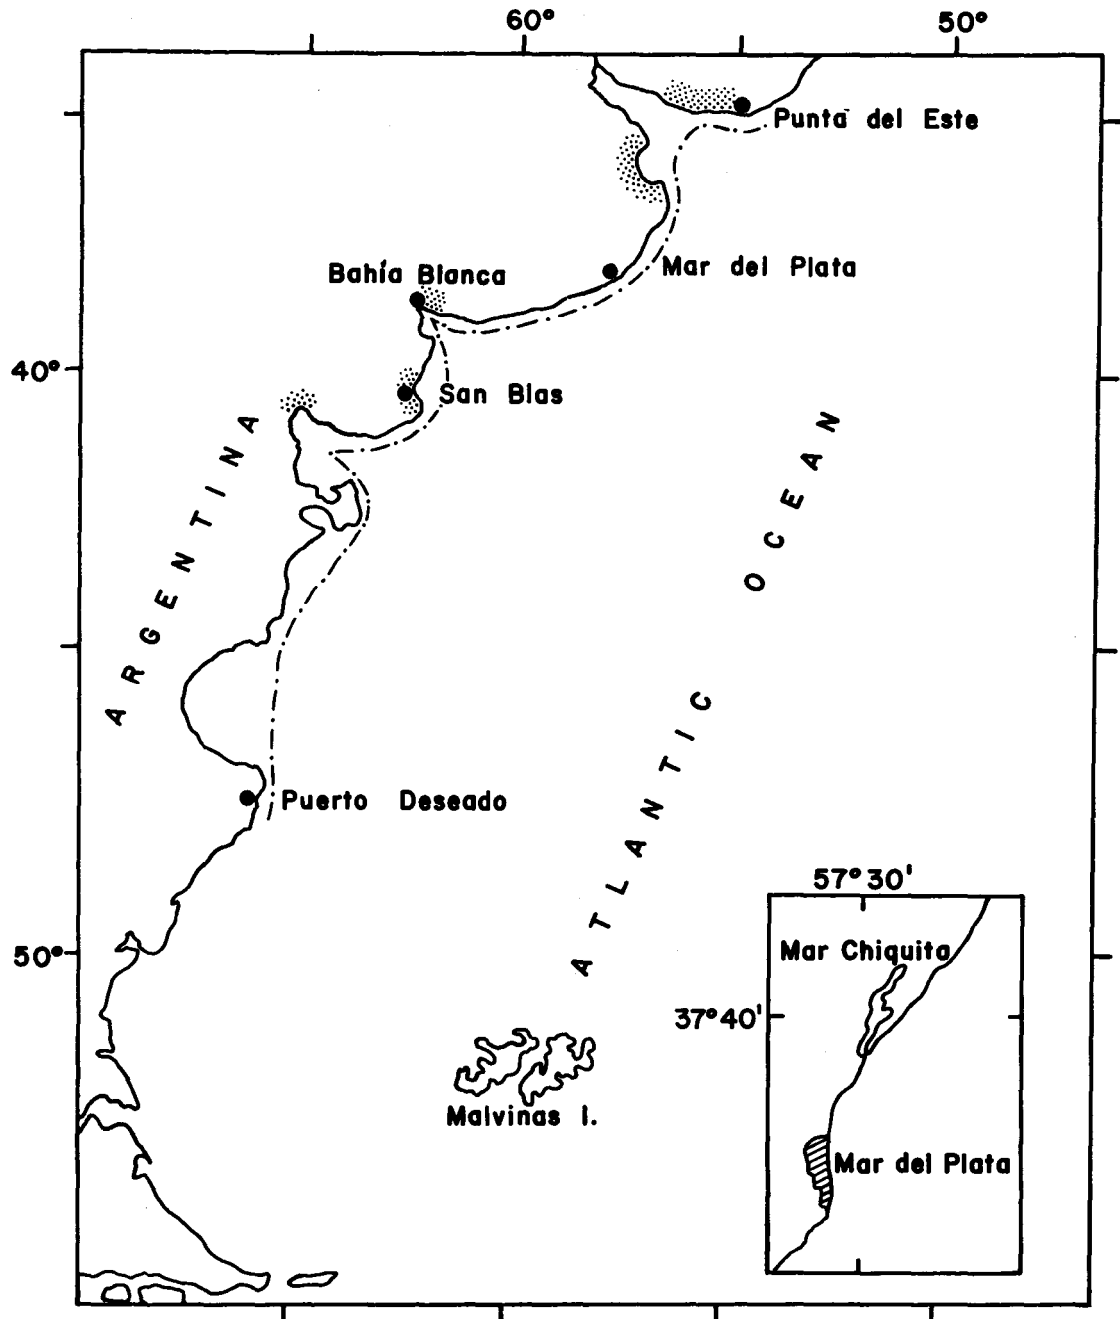 60°
50°
Punta del Este
Mar del Plata
Bahía Blanca
40°
San Blas
ARGENTINA
ATLANTIC OCEAN
Puerto Deseado
50°
Malvinas I.
57°30'
Mar Chiquita
37°40'
Mar del Plata